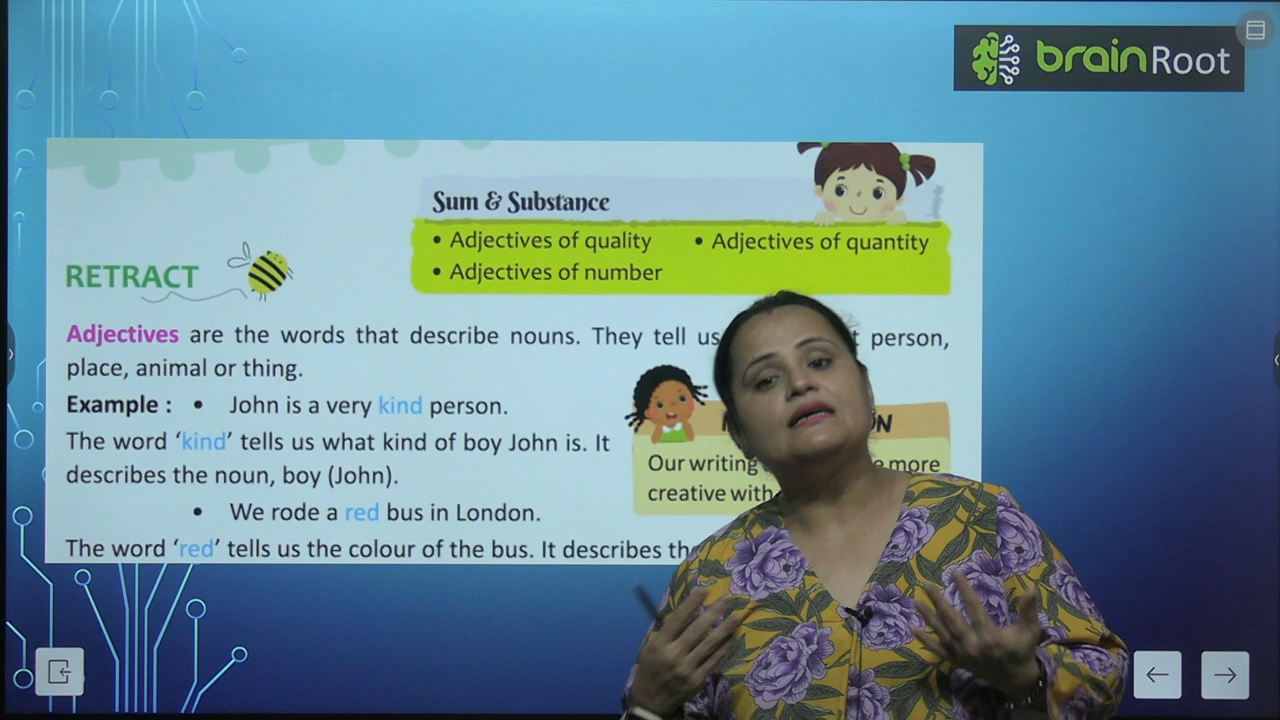 brainRoot
Sum & Substance
• Adjectives of quality • Adjectives of quantity
• Adjectives of number
RETRACT
Adjectives are the words that describe nouns. They tell us person,
place, animal or thing.
Example : • John is a very kind person.
The word ‘kind’ tells us what kind of boy John is. It
describes the noun, boy (John).
• We rode a red bus in London.
The word ‘red’ tells us the colour of the bus. It describes
Our writing more
creative with